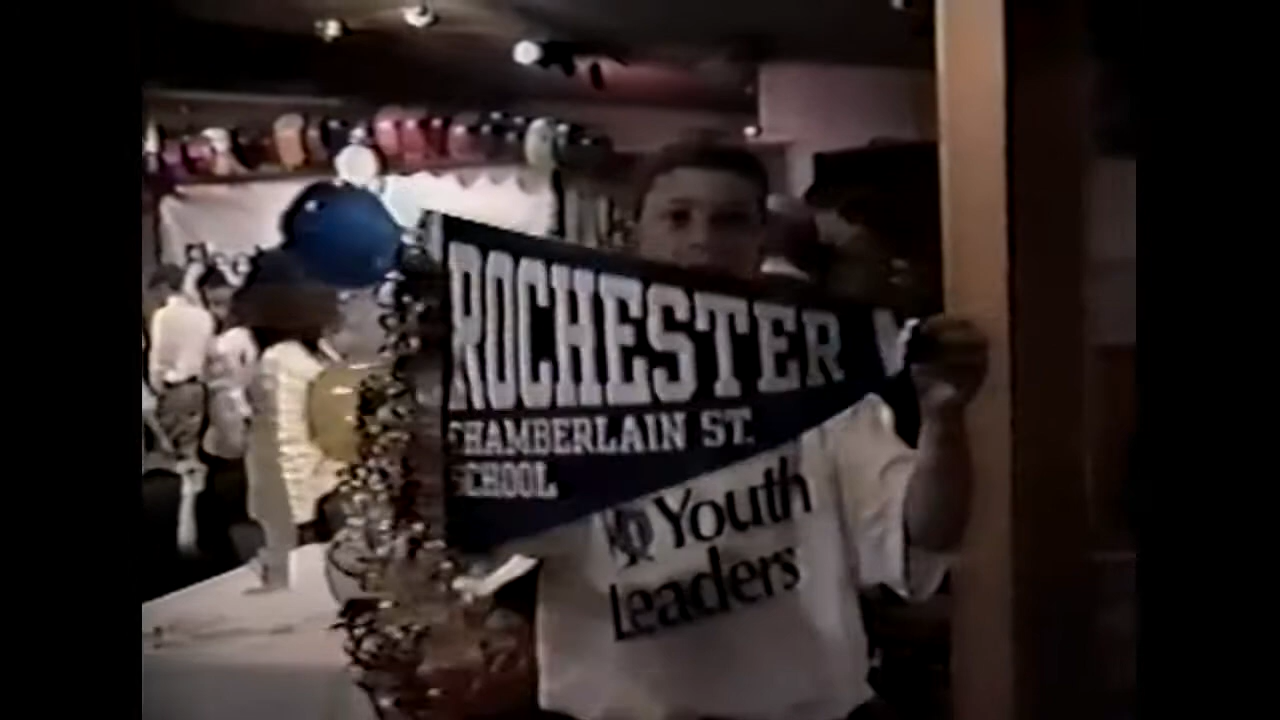 ROCHESTER
CHAMBERLAIN ST.
SCHOOL
Youth
Leaders